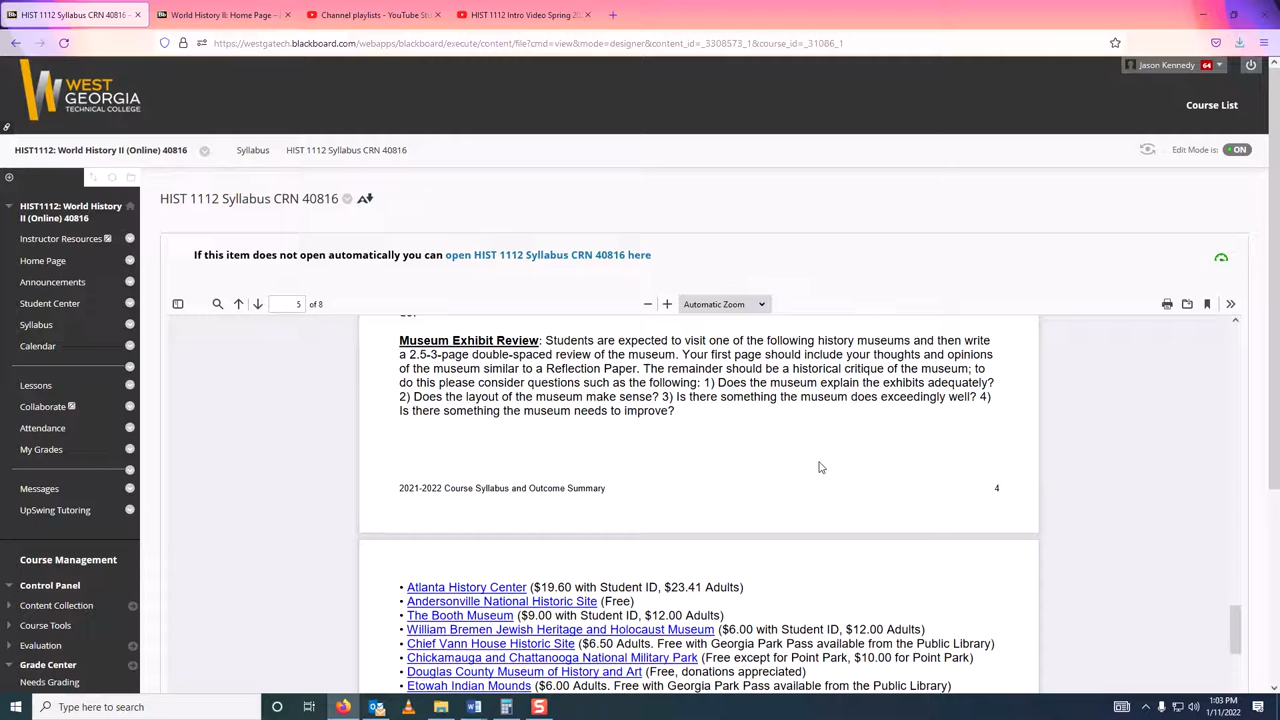 HIST 1112 Syllabus CRN 40816 –
World History II: Home Page –
Channel playlists - YouTube Stu
HIST 1112 Intro Video Spring 20
https://westgatech.blackboard.com/webapps/blackboard/execute/content/file?cmd=view&mode=designer&content_id=_3308573_1&course_id=_31086_1
WEST
GEORGIA
TECHNICAL COLLEGE
Jason Kennedy 64
Course List
HIST1112: World History II (Online) 40816
Syllabus
HIST 1112 Syllabus CRN 40816
Edit Mode is: ON
HIST1112: World History
II (Online) 40816
Instructor Resources
Home Page
Announcements
Student Center
Syllabus
Calendar
Lessons
Collaborate
Attendance
My Grades
Messages
UpSwing Tutoring
Course Management
Control Panel
Content Collection
Course Tools
Evaluation
Grade Center
Needs Grading
HIST 1112 Syllabus CRN 40816
If this item does not open automatically you can open HIST 1112 Syllabus CRN 40816 here
5 of 8
Automatic Zoom
Museum Exhibit Review: Students are expected to visit one of the following history museums and then write
a 2.5-3-page double-spaced review of the museum. Your first page should include your thoughts and opinions
of the museum similar to a Reflection Paper. The remainder should be a historical critique of the museum; to
do this please consider questions such as the following: 1) Does the museum explain the exhibits adequately?
2) Does the layout of the museum make sense? 3) Is there something the museum does exceedingly well? 4)
Is there something the museum needs to improve?
2021-2022 Course Syllabus and Outcome Summary 4
• Atlanta History Center ($19.60 with Student ID, $23.41 Adults)
• Andersonville National Historic Site (Free)
• The Booth Museum ($9.00 with Student ID, $12.00 Adults)
• William Bremen Jewish Heritage and Holocaust Museum ($6.00 with Student ID, $12.00 Adults)
• Chief Vann House Historic Site ($6.50 Adults. Free with Georgia Park Pass available from the Public Library)
• Chickamauga and Chattanooga National Military Park (Free except for Point Park, $10.00 for Point Park)
• Douglas County Museum of History and Art (Free, donations appreciated)
• Etowah Indian Mounds ($6.00 Adults. Free with Georgia Park Pass available from the Public Library)
Type here to search
1:03 PM
1/11/2022